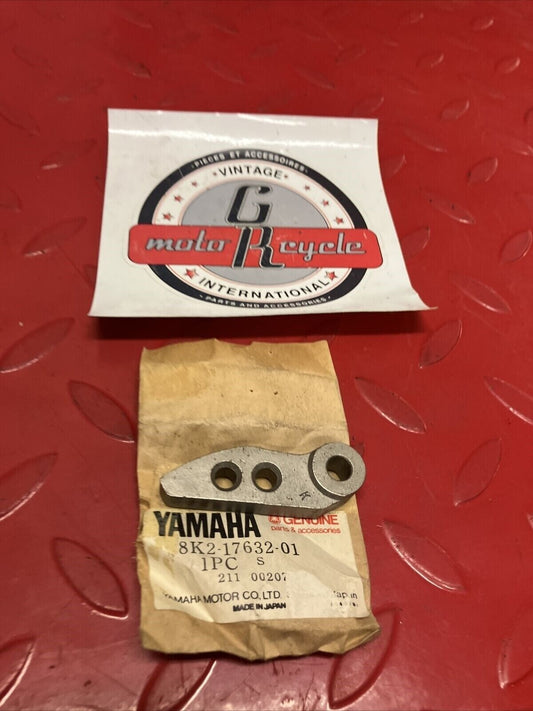 • PIECES ET ACCESSOIRES •
• VINTAGE •
G
moto R cycle
INTERNATIONAL
• PARTS AND ACCESSORIES •
K
YAMAHA GENUINE
parts & accessories
8K2-17632-01
1PC S
211 00207
YAMAHA MOTOR CO., LTD. Japan
MADE IN JAPAN